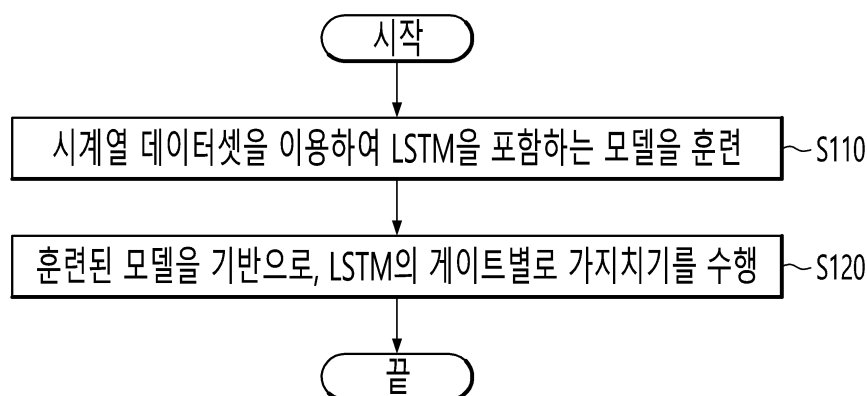 시작
시계열 데이터셋을 이용하여 LSTM을 포함하는 모델을 훈련
S110
훈련된 모델을 기반으로, LSTM의 게이트별로 가지치기를 수행
S120
끝